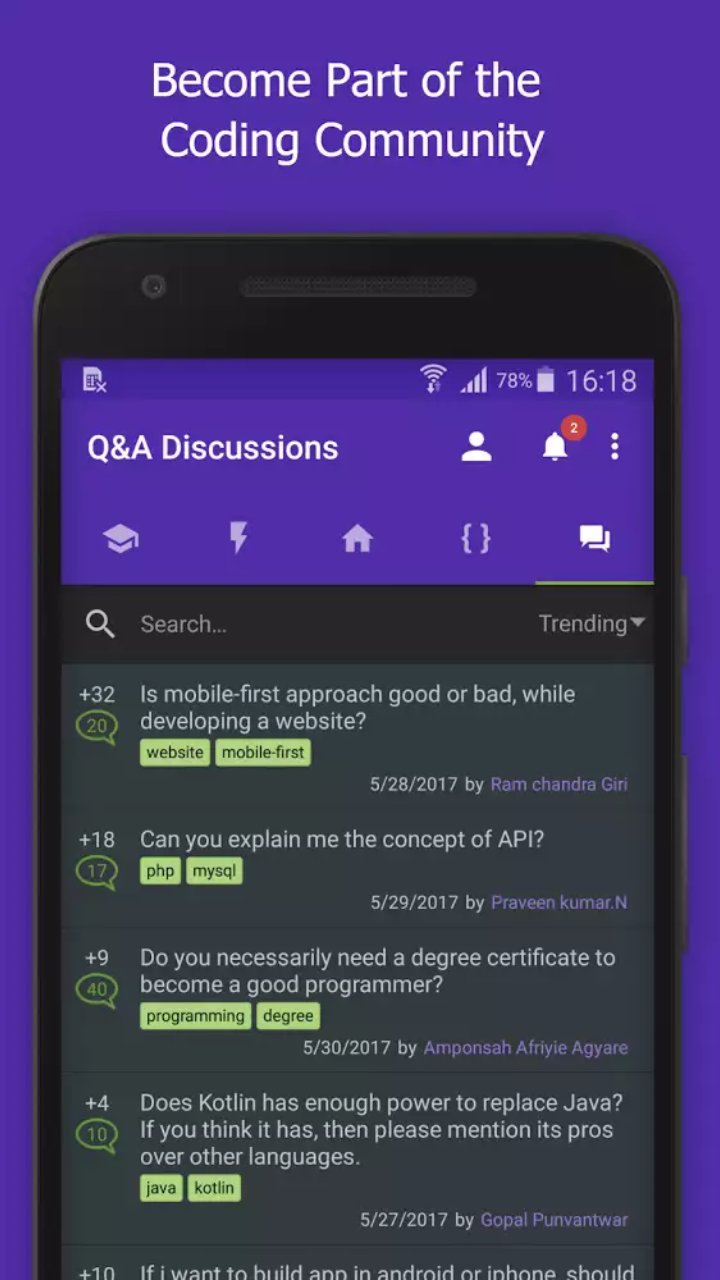 Become Part of the
Coding Community
78% 16:18
Q&A Discussions
2
{ }
Search...
Trending
+32
Is mobile-first approach good or bad, while
20
developing a website?
website mobile-first
5/28/2017 by Ram chandra Giri
+18
Can you explain me the concept of API?
17
php mysql
5/29/2017 by Praveen kumar.N
+9
Do you necessarily need a degree certificate to
40
become a good programmer?
programming degree
5/30/2017 by Amponsah Afriyie Agyare
+4
Does Kotlin has enough power to replace Java?
10
If you think it has, then please mention its pros
over other languages.
java kotlin
5/27/2017 by Gopal Punvantwar
+10
If i want to build app in android or iphone, should